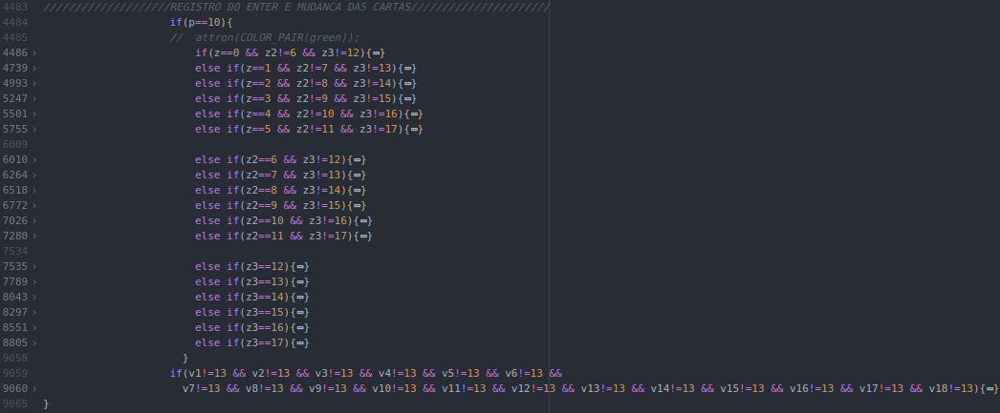 4483 ////////////////////REGISTRO DO ENTER E MUDANCA DAS CARTAS//////////////////////
4484 if(p==10){
4485 //  attron(COLOR_PAIR(green));
4486 › if(z==0 && z2!=6 && z3!=12){⋯}
4739 › else if(z==1 && z2!=7 && z3!=13){⋯}
4993 › else if(z==2 && z2!=8 && z3!=14){⋯}
5247 › else if(z==3 && z2!=9 && z3!=15){⋯}
5501 › else if(z==4 && z2!=10 && z3!=16){⋯}
5755 › else if(z==5 && z2!=11 && z3!=17){⋯}
6009
6010 › else if(z2==6 && z3!=12){⋯}
6264 › else if(z2==7 && z3!=13){⋯}
6518 › else if(z2==8 && z3!=14){⋯}
6772 › else if(z2==9 && z3!=15){⋯}
7026 › else if(z2==10 && z3!=16){⋯}
7280 › else if(z2==11 && z3!=17){⋯}
7534
7535 › else if(z3==12){⋯}
7789 › else if(z3==13){⋯}
8043 › else if(z3==14){⋯}
8297 › else if(z3==15){⋯}
8551 › else if(z3==16){⋯}
8805 › else if(z3==17){⋯}
9058 }
9059 if(v1!=13 && v2!=13 && v3!=13 && v4!=13 && v5!=13 && v6!=13 &&
9060 › v7!=13 && v8!=13 && v9!=13 && v10!=13 && v11!=13 && v12!=13 && v13!=13 && v14!=13 && v15!=13 && v16!=13 && v17!=13 && v18!=13){⋯}
9065 }